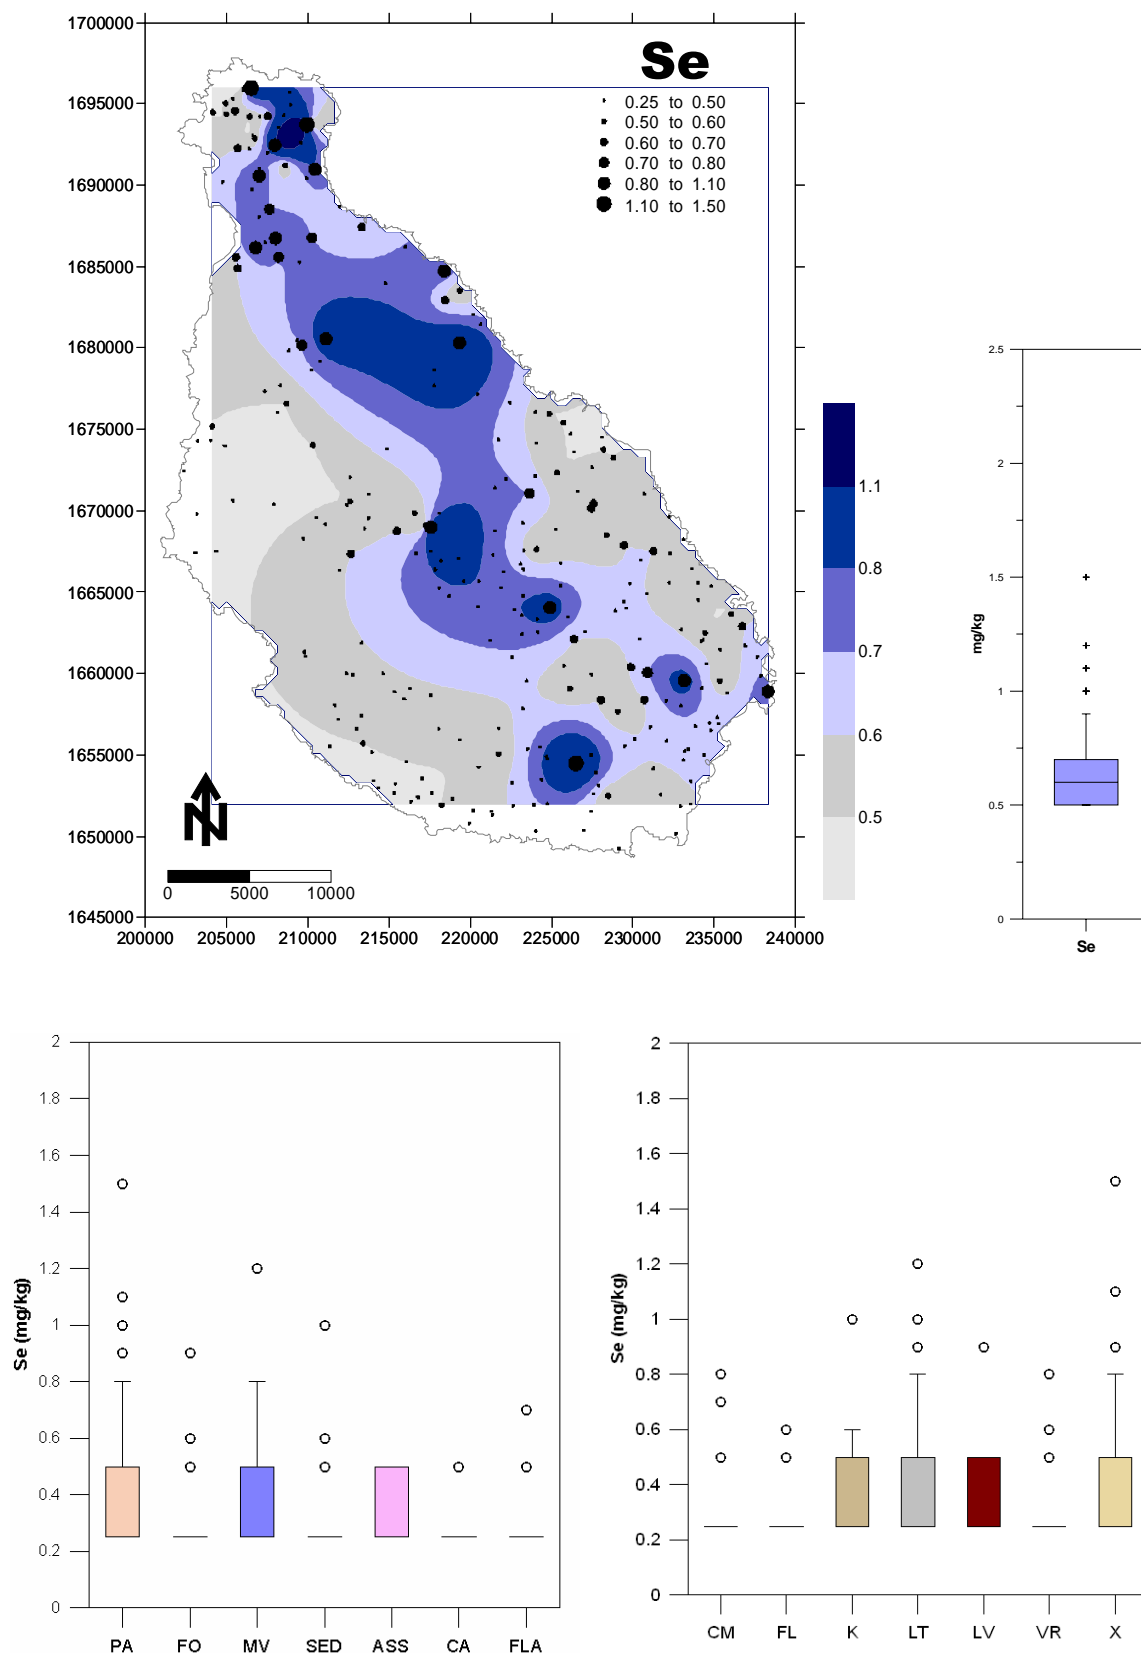 Se
0.25 to 0.50
0.50 to 0.60
0.60 to 0.70
0.70 to 0.80
0.80 to 1.10
1.10 to 1.50
1700000
1695000
1690000
1685000
1680000
1675000
1670000
1665000
1660000
1655000
1650000
1645000
200000 205000 210000 215000 220000 225000 230000 235000 240000
N
0 5000 10000
1.1
0.8
0.7
0.6
0.5
2.5
2
1.5
1
0.5
0
mg/kg
Se
2
1.8
1.6
1.4
1.2
1
0.8
0.6
0.4
0.2
0
Se (mg/kg)
PA FO MV SED ASS CA FLA
2
1.8
1.6
1.4
1.2
1
0.8
0.6
0.4
0.2
0
Se (mg/kg)
CM FL K LT LV VR X